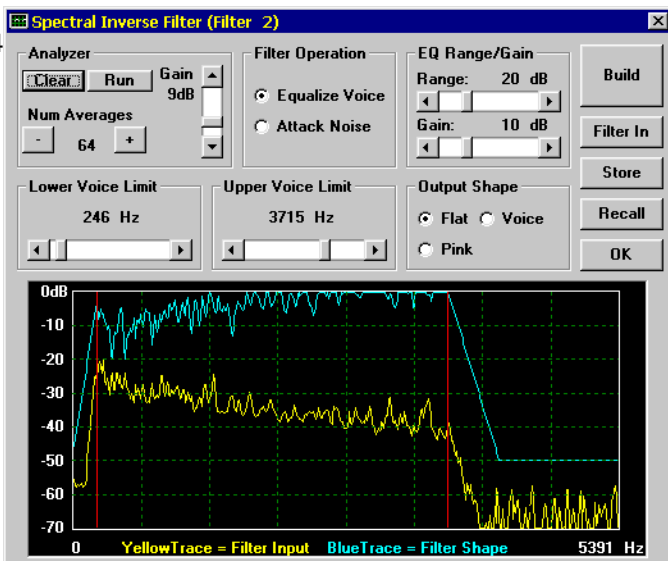 Spectral Inverse Filter (Filter 2)
Analyzer
Clear Run Gain
9dB
Num Averages
- 64 +
Filter Operation
Equalize Voice
Attack Noise
EQ Range/Gain
Range: 20 dB
Gain: 10 dB
Build
Filter In
Store
Recall
OK
Lower Voice Limit
246 Hz
Upper Voice Limit
3715 Hz
Output Shape
Flat Voice
Pink
0dB
-10
-20
-30
-40
-50
-60
-70
0 YellowTrace = Filter Input BlueTrace = Filter Shape 5391 Hz